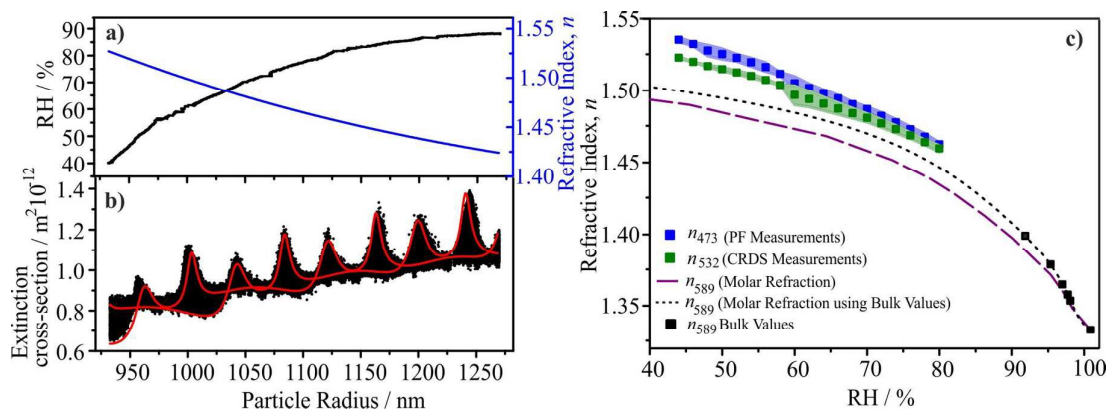 a)
RH / %
90
80
70
60
50
40
1.55
1.50
1.45
1.40
Refractive Index, n
b)
Extinction
cross-section / m²10⁻¹²
1.4
1.2
1.0
0.8
0.6
950 1000 1050 1100 1150 1200 1250
Particle Radius / nm
c)
Refractive Index, n
1.55
1.50
1.45
1.40
1.35
n473 (PF Measurements)
n532 (CRDS Measurements)
n589 (Molar Refraction)
n589 (Molar Refraction using Bulk Values)
n589 Bulk Values
40 50 60 70 80 90 100
RH / %